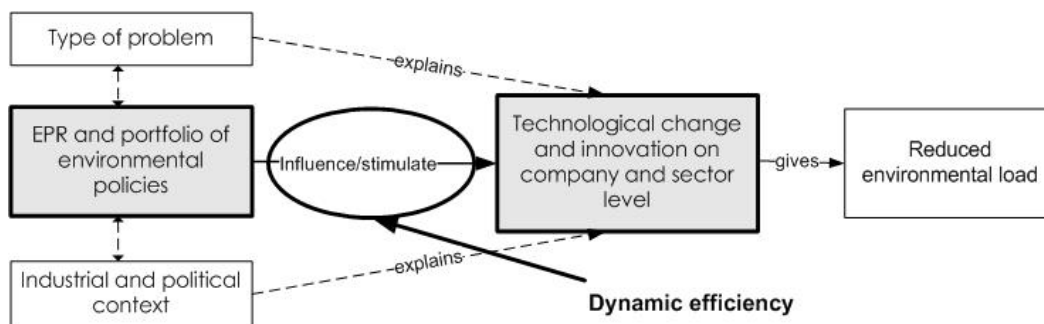 Type of problem
explains
EPR and portfolio of
environmental
policies
Influence/stimulate
Technological change
and innovation on
company and sector
level
gives
Reduced
environmental load
Industrial and political
context
explains
Dynamic efficiency